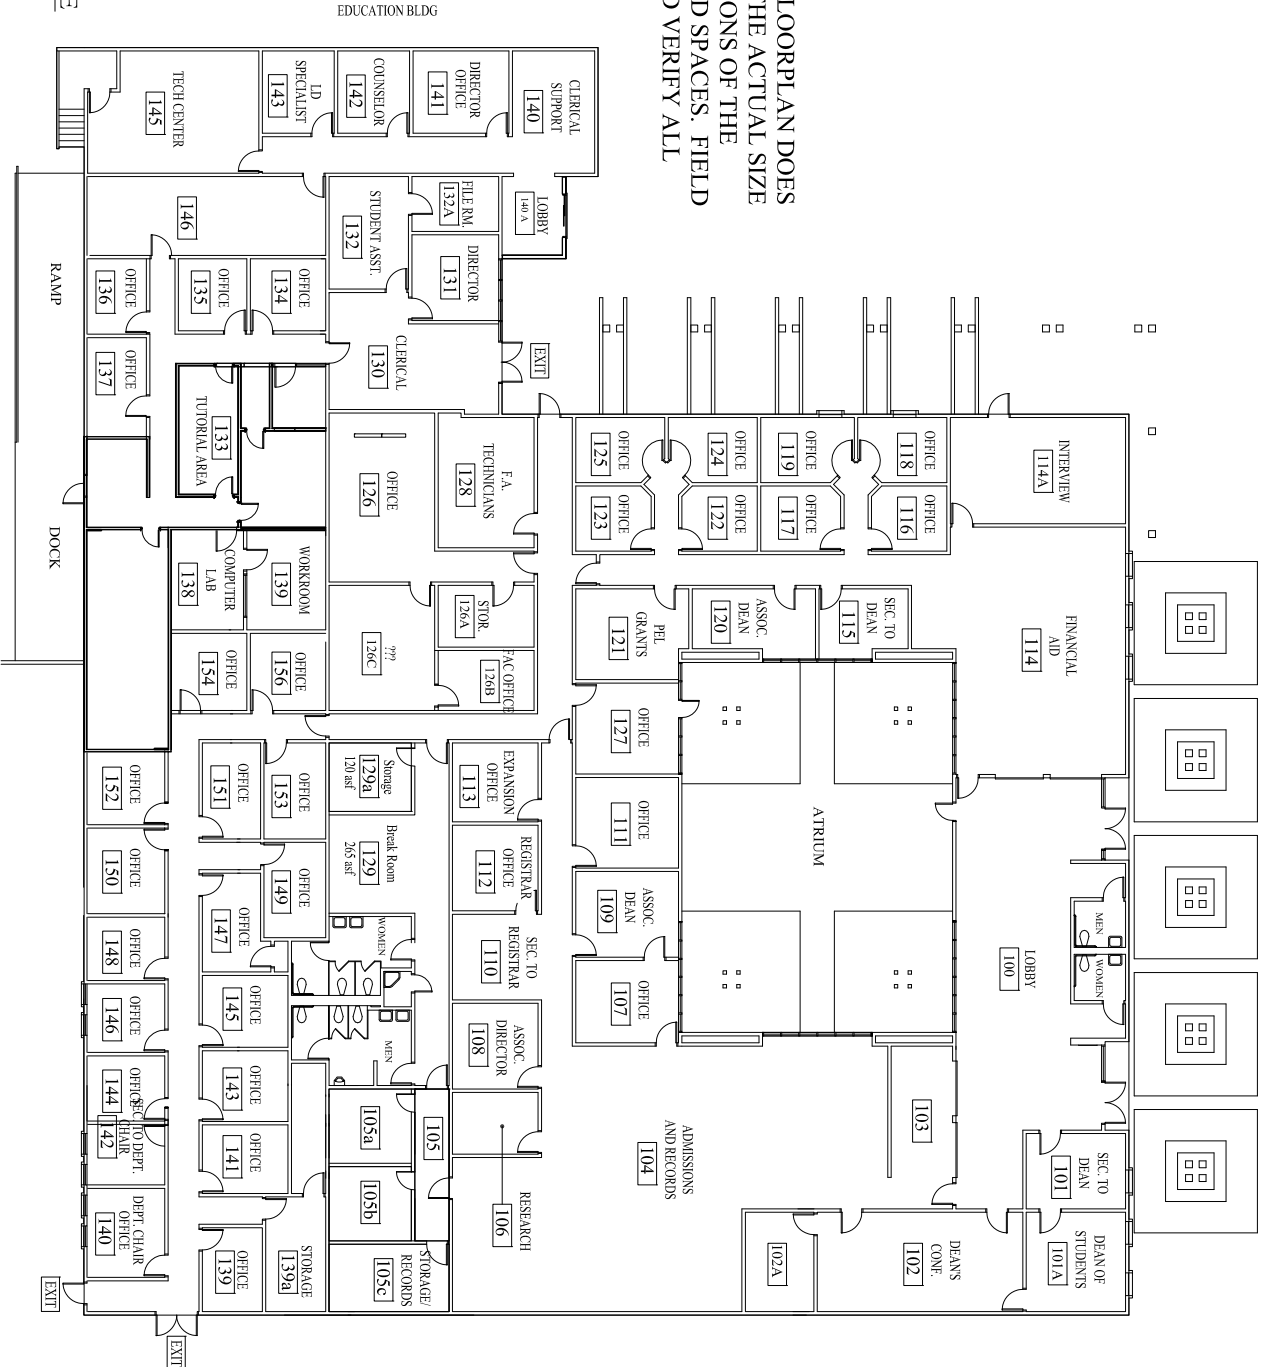 [1]
EDUCATION BLDG
LOORPLAN DOES
HE ACTUAL SIZE
ONS OF THE
D SPACES.  FIELD
D VERIFY ALL
TECH CENTER
145
LD
SPECIALIST
143
COUNSELOR
142
DIRECTOR
OFFICE
141
CLERICAL
SUPPORT
140
LOBBY
140 A
FILE RM.
132A
STUDENT ASST.
132
DIRECTOR
131
146
OFFICE
136
OFFICE
135
OFFICE
134
OFFICE
137
CLERICAL
130
EXIT
RAMP
133
TUTORIAL AREA
OFFICE
126
F.A.
TECHNICIANS
128
OFFICE
125
OFFICE
124
OFFICE
119
OFFICE
118
INTERVIEW
114A
OFFICE
123
OFFICE
122
OFFICE
117
OFFICE
116
DOCK
COMPUTER
LAB
138
WORKROOM
139
???
126C
STOR.
126A
FAC OFFICE
126B
PEL
GRANTS
121
ASSOC.
DEAN
120
SEC. TO
DEAN
115
FINANCIAL
AID
114
OFFICE
154
OFFICE
156
OFFICE
127
OFFICE
152
OFFICE
151
OFFICE
153
Storage
129a
120 asf
EXPANSION
OFFICE
113
OFFICE
111
ATRIUM
OFFICE
150
OFFICE
149
Break Room
129
265 asf
REGISTRAR
OFFICE
112
ASSOC.
DEAN
109
OFFICE
147
OFFICE
148
WOMEN
SEC. TO
REGISTRAR
110
OFFICE
107
LOBBY
100
MEN
WOMEN
OFFICE
146
OFFICE
145
MEN
ASSOC.
DIRECTOR
108
OFFICE
144
OFFICE
143
105a
105
103
SEC. TO DEPT.
CHAIR
142
OFFICE
141
ADMISSIONS
AND RECORDS
104
SEC. TO
DEAN
101
105b
RESEARCH
106
DEPT. CHAIR
OFFICE
140
OFFICE
139
STORAGE
139a
STORAGE/
RECORDS
105c
102A
DEAN'S
CONF.
102
DEAN OF
STUDENTS
101A
EXIT
EXIT